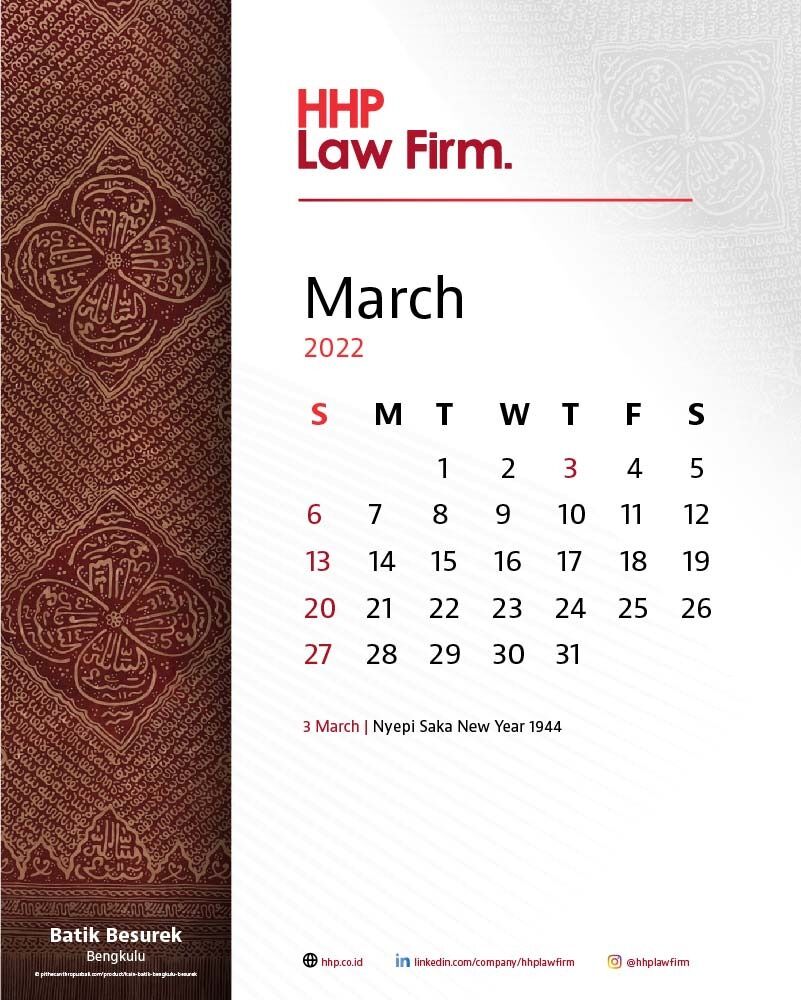 HHP
Law Firm.
March
2022
S M T W T F S
1 2 3 4 5
6 7 8 9 10 11 12
13 14 15 16 17 18 19
20 21 22 23 24 25 26
27 28 29 30 31
3 March | Nyepi Saka New Year 1944
Batik Besurek
Bengkulu
hhp.co.id linkedin.com/company/hhplawfirm @hhplawfirm